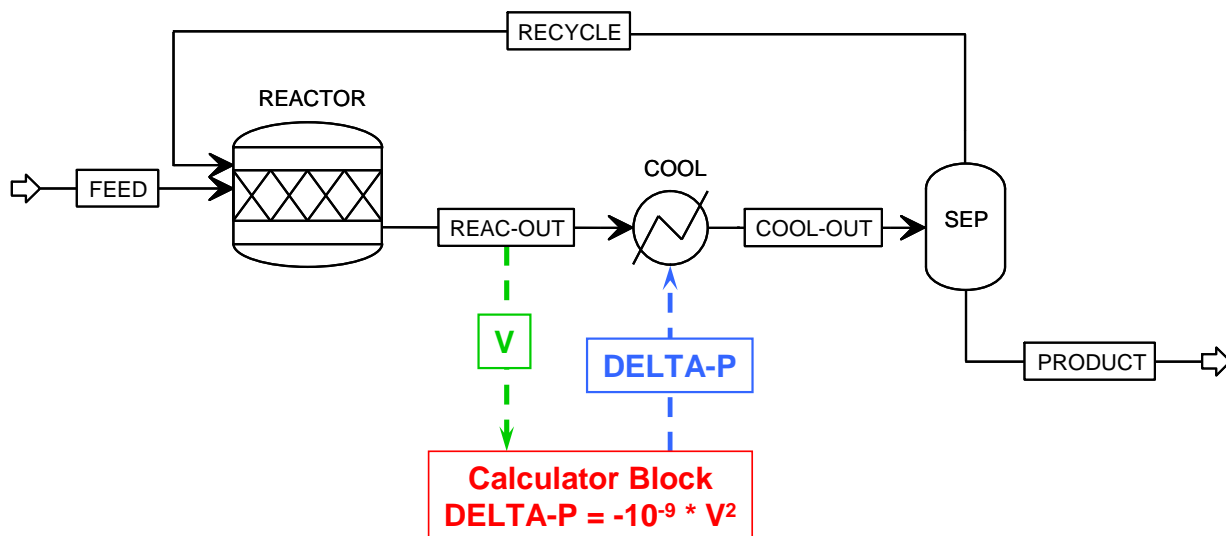 RECYCLE
REACTOR
FEED
REAC-OUT
COOL
COOL-OUT
SEP
V
DELTA-P
PRODUCT
Calculator Block
DELTA-P = -10⁻⁹ * V²